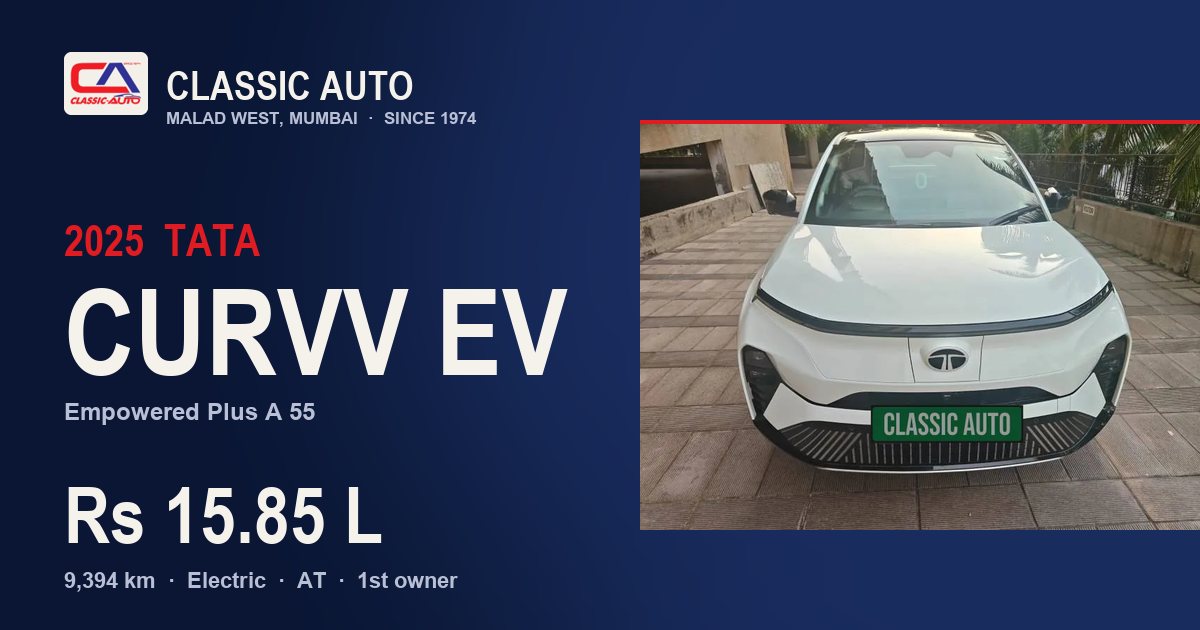 CA
CLASSIC-AUTO
CLASSIC AUTO
MALAD WEST, MUMBAI · SINCE 1974
2025 TATA
CURVV EV
Empowered Plus A 55
CLASSIC AUTO
Rs 15.85 L
9,394 km · Electric · AT · 1st owner